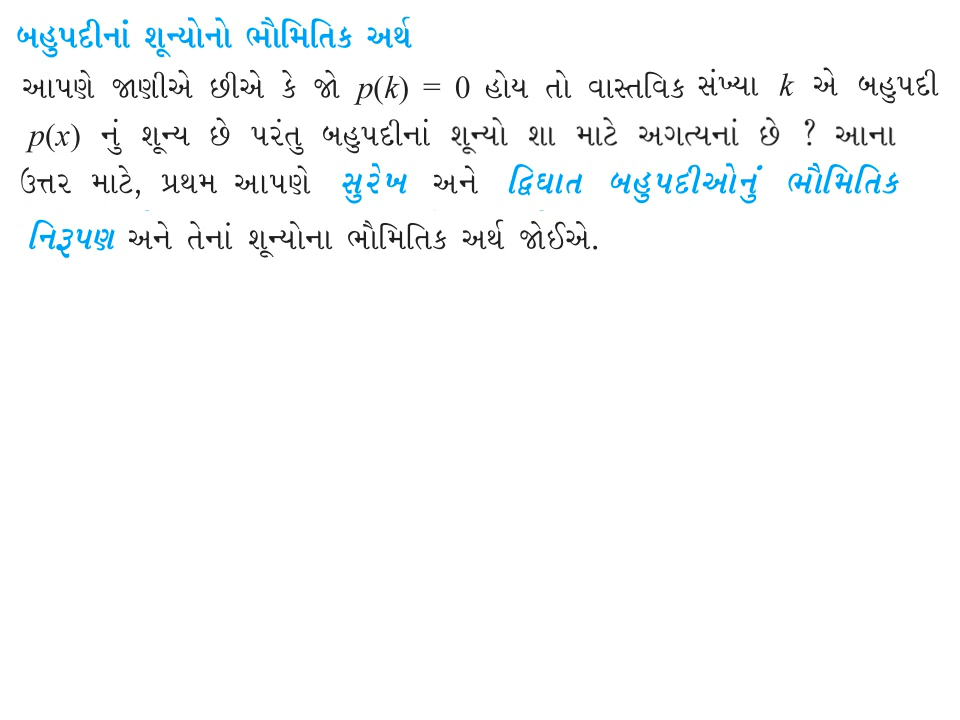 બહુપદીનાં શૂન્યોનો ભૌમિતિક અર્થ
આપણે જાણીએ છીએ કે જો p(k) = 0 હોય તો વાસ્તવિક સંખ્યા k એ બહુપદી
p(x) નું શૂન્ય છે પરંતુ બહુપદીનાં શૂન્યો શા માટે અગત્યનાં છે ? આના
ઉત્તર માટે, પ્રથમ આપણે સુરેખ અને દ્વિઘાત બહુપદીઓનું ભૌમિતિક
નિરૂપણ અને તેનાં શૂન્યોના ભૌમિતિક અર્થ જોઈએ.